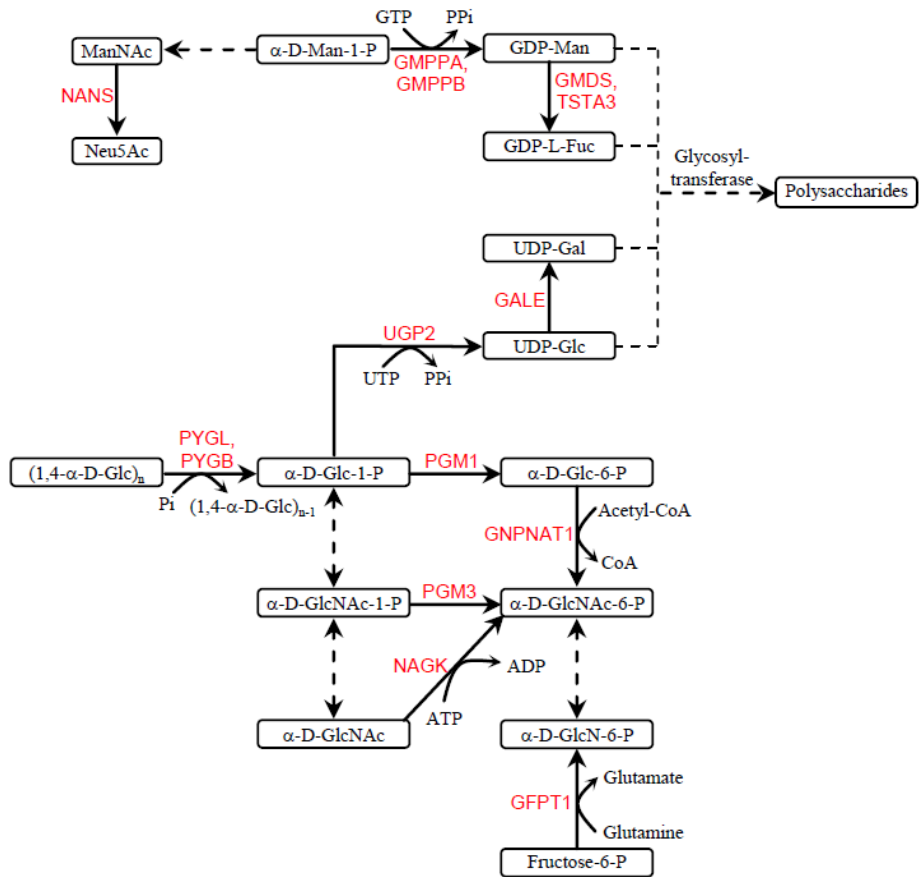 GTP
PPi
ManNAc
α-D-Man-1-P
GDP-Man
GMPPA,
GMPPB
NANS
GMDS,
TSTA3
Neu5Ac
GDP-L-Fuc
Glycosyl-
transferase
Polysaccharides
UDP-Gal
GALE
UGP2
UDP-Glc
UTP
PPi
PYGL,
PYGB
(1,4-α-D-Glc)n
α-D-Glc-1-P
PGM1
α-D-Glc-6-P
Pi
(1,4-α-D-Glc)n-1
Acetyl-CoA
GNPNAT1
CoA
α-D-GlcNAc-1-P
PGM3
α-D-GlcNAc-6-P
NAGK
ADP
ATP
α-D-GlcNAc
α-D-GlcN-6-P
Glutamate
GFPT1
Glutamine
Fructose-6-P